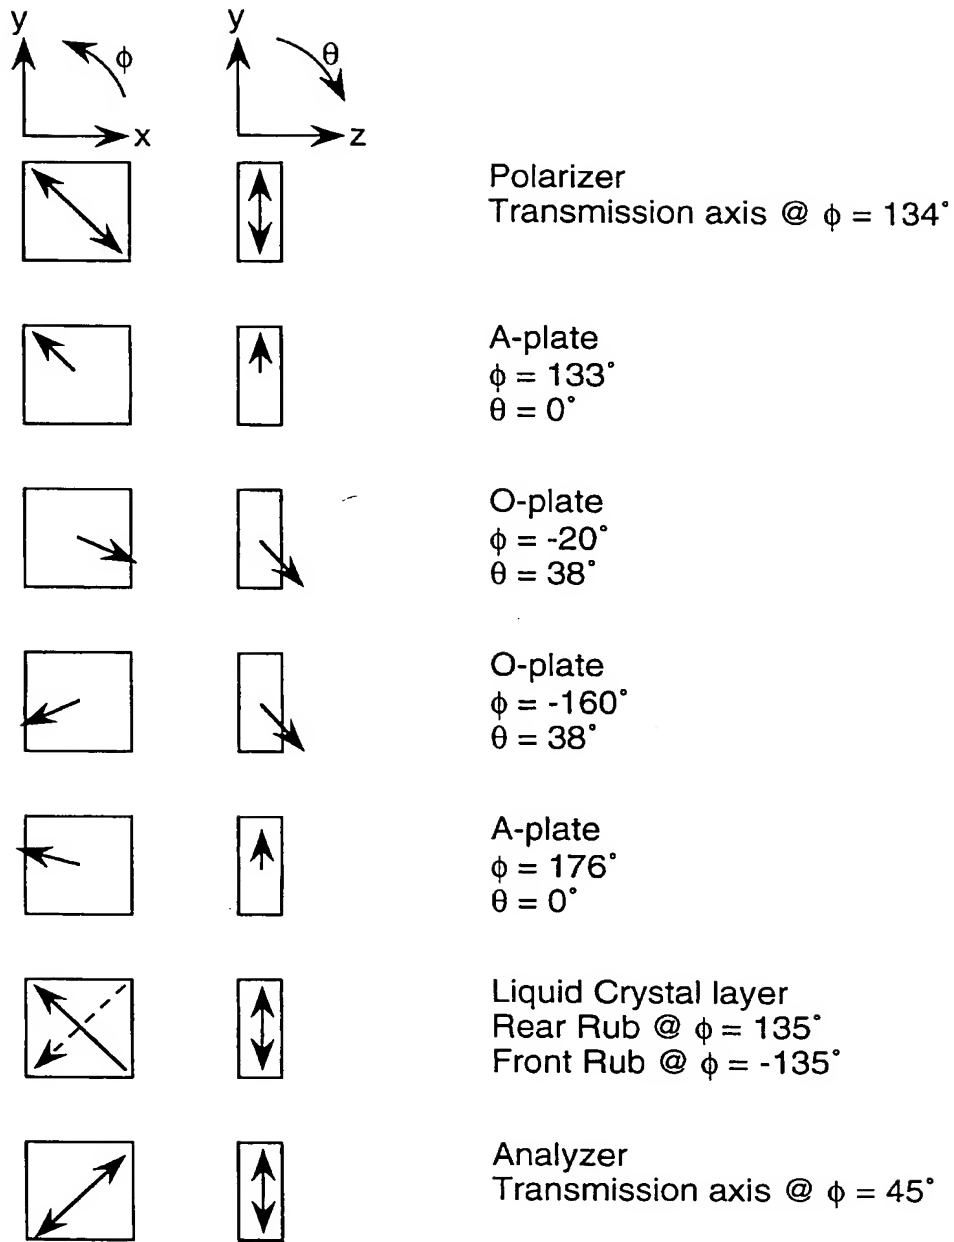 y
ϕ
x
y
θ
z
Polarizer
Transmission axis @ ϕ = 134°
A-plate
ϕ = 133°
θ = 0°
O-plate
ϕ = -20°
θ = 38°
O-plate
ϕ = -160°
θ = 38°
A-plate
ϕ = 176°
θ = 0°
Liquid Crystal layer
Rear Rub @ ϕ = 135°
Front Rub @ ϕ = -135°
Analyzer
Transmission axis @ ϕ = 45°